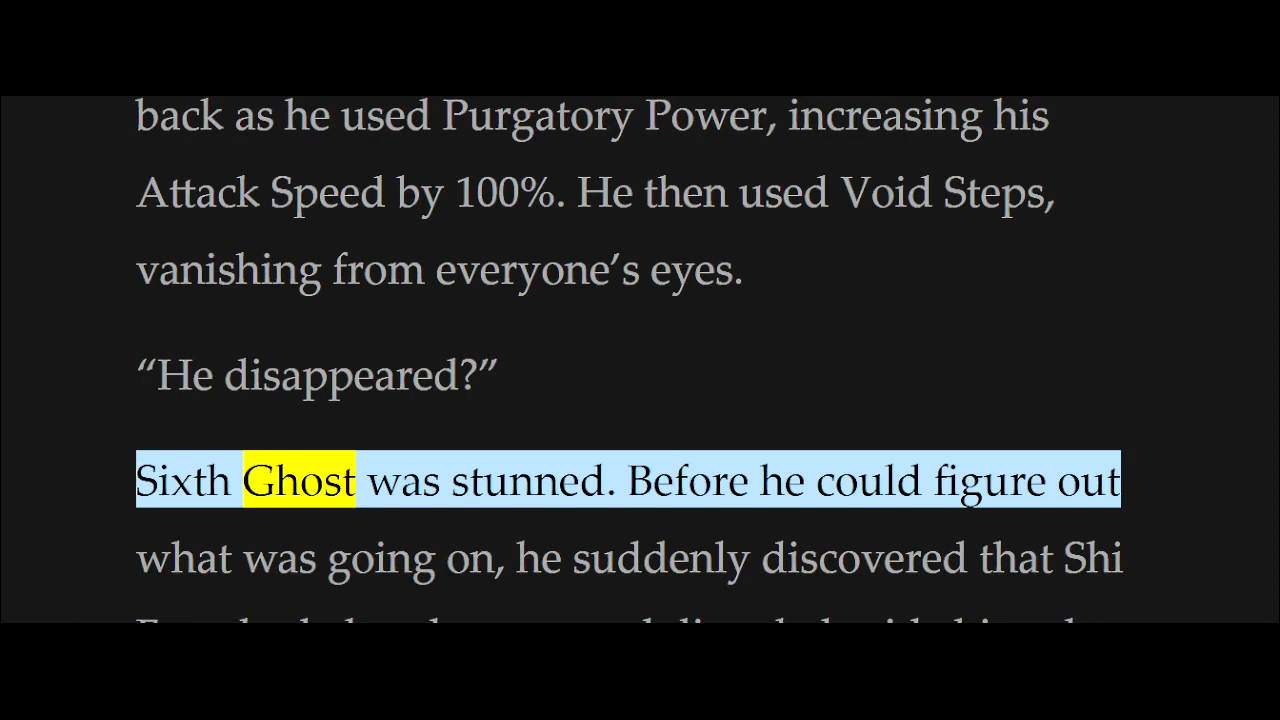 back as he used Purgatory Power, increasing his
Attack Speed by 100%. He then used Void Steps,
vanishing from everyone’s eyes.
“He disappeared?”
Sixth Ghost was stunned. Before he could figure out
what was going on, he suddenly discovered that Shi